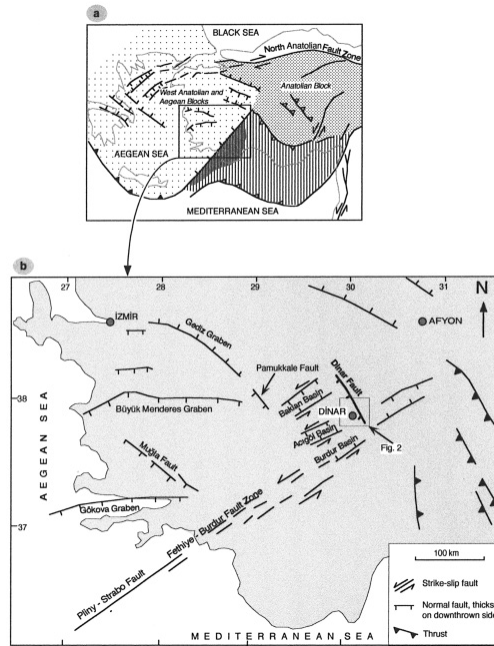 a
BLACK SEA
North Anatolian Fault Zone
Anatolian Block
West Anatolian and
Aegean Blocks
AEGEAN SEA
MEDITERRANEAN SEA
b
27
28
29
30
31
N
İZMİR
AFYON
Gediz Graben
Pamukkale Fault
Dinar Fault
Baklan Basin
38
DİNAR
Büyük Menderes Graben
Acıgöl Basin
Burdur Basin
Fig. 2
AEGEAN SEA
Muğla Fault
Gökova Graben
37
Fethiye - Burdur Fault Zone
Pliny - Strabo Fault
100 km
Strike-slip fault
Normal fault, thicks
on downthrown side
Thrust
MEDITERRANEAN SEA